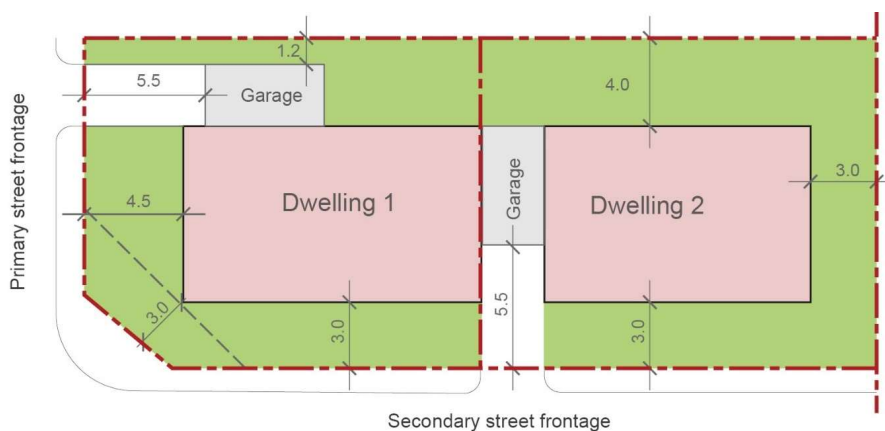 1.2
5.5
Garage
4.0
Primary street frontage
4.5
Dwelling 1
Garage
Dwelling 2
3.0
3.0
3.0
5.5
3.0
Secondary street frontage